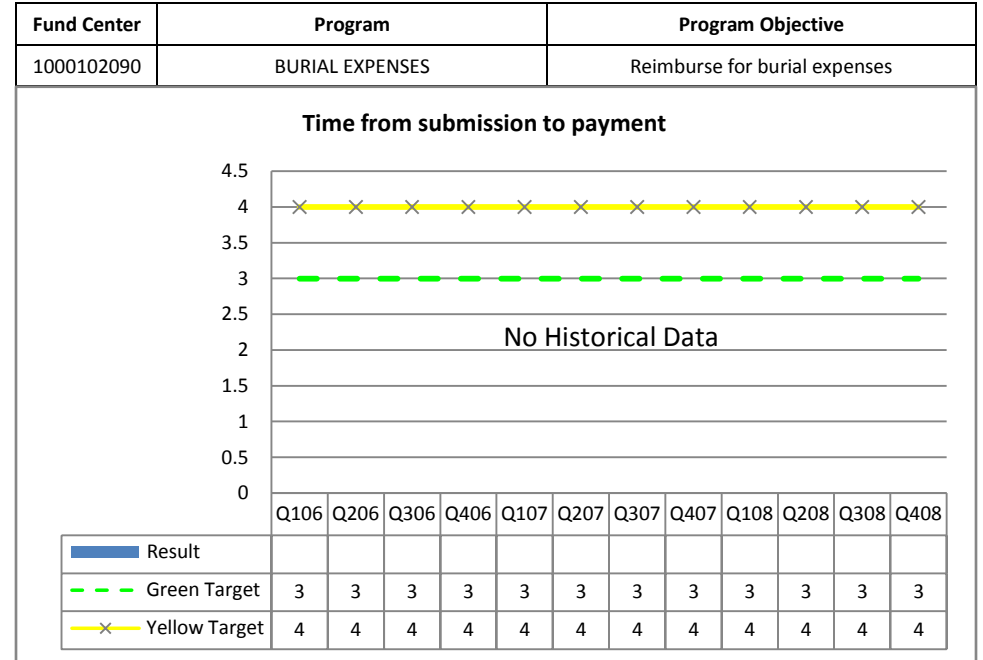 Fund Center Program Program Objective
1000102090 BURIAL EXPENSES Reimburse for burial expenses
Time from submission to payment
4.5
4
3.5
3
2.5
No Historical Data
2
1.5
1
0.5
0
Q106 Q206 Q306 Q406 Q107 Q207 Q307 Q407 Q108 Q208 Q308 Q408
Result
Green Target 3 3 3 3 3 3 3 3 3 3 3 3
Yellow Target 4 4 4 4 4 4 4 4 4 4 4 4